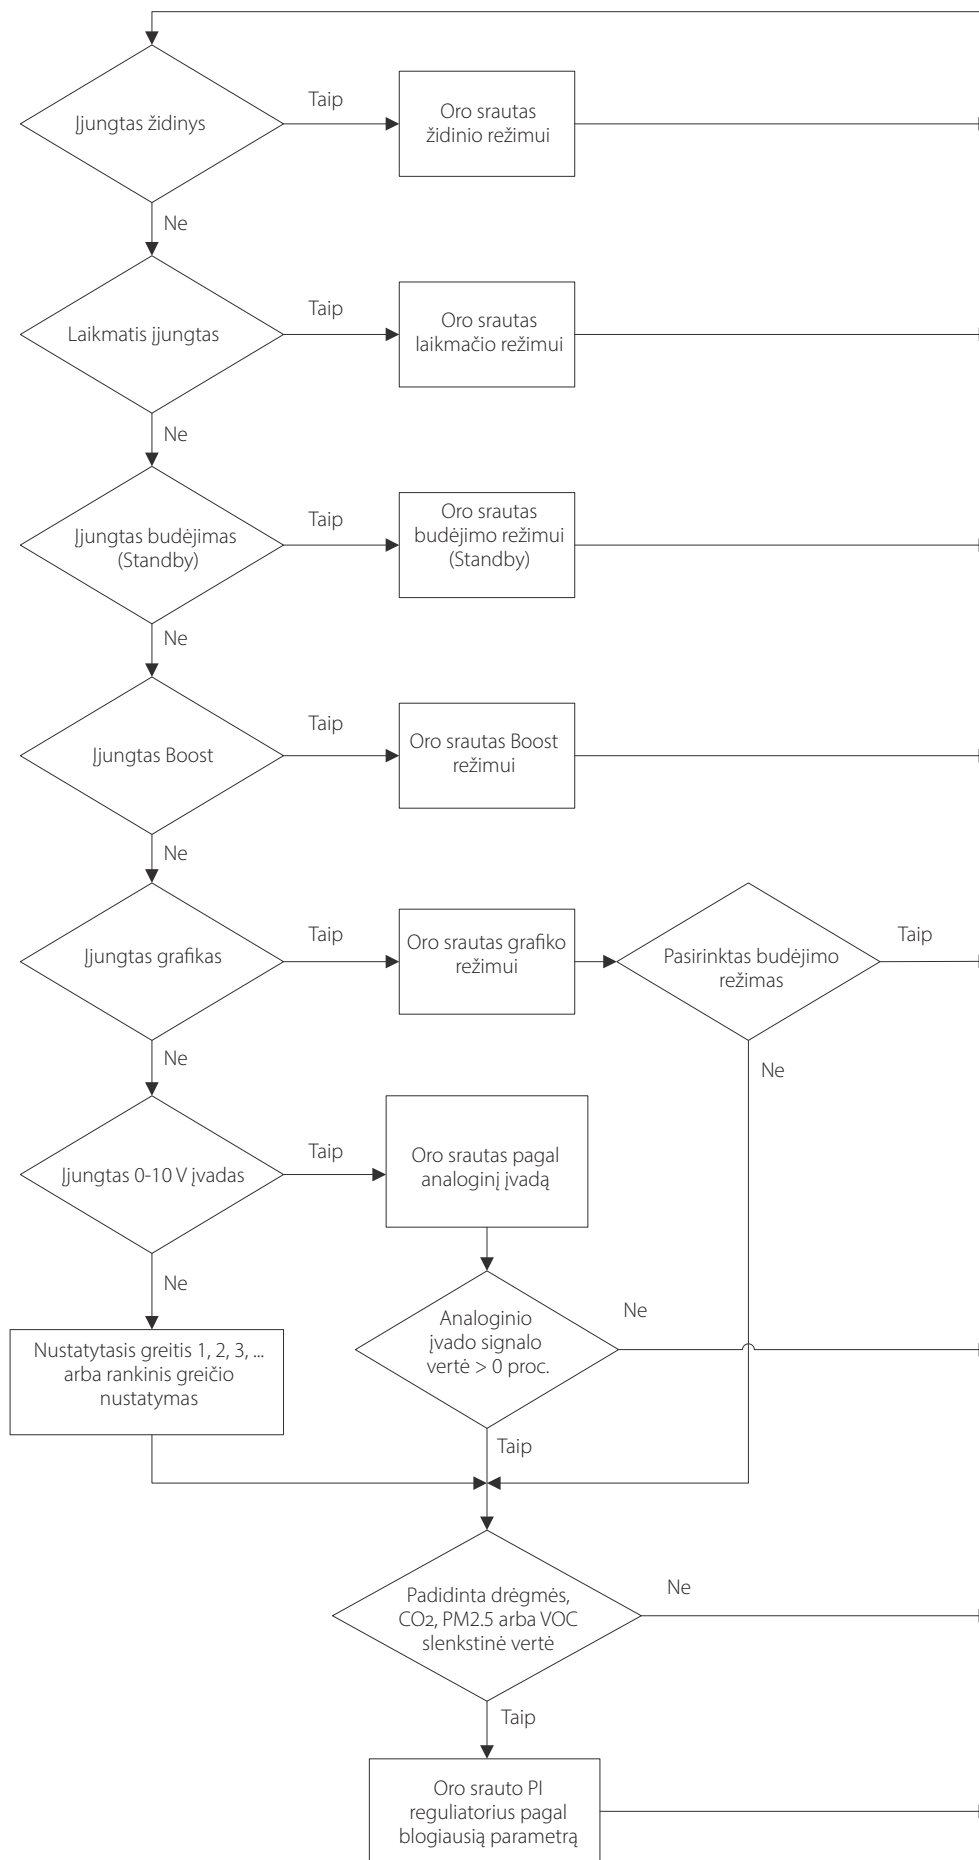 Įjungtas židinys
Taip
Oro srautas
židinio režimui
Ne
Laikmatis įjungtas
Taip
Oro srautas
laikmačio režimui
Ne
Įjungtas budėjimas
(Standby)
Taip
Oro srautas
budėjimo režimui
(Standby)
Ne
Įjungtas Boost
Taip
Oro srautas Boost
režimui
Ne
Įjungtas grafikas
Taip
Oro srautas grafiko
režimui
Pasirinktas budėjimo
režimas
Taip
Ne
Ne
Įjungtas 0-10 V įvadas
Taip
Oro srautas pagal
analoginį įvadą
Ne
Nustatytasis greitis 1, 2, 3, ...
arba rankinis greičio
nustatymas
Analoginio
įvado signalo
vertė > 0 proc.
Ne
Taip
Padidinta drėgmės,
CO2, PM2.5 arba VOC
slenkstinė vertė
Ne
Taip
Oro srauto PI
reguliatorius pagal
blogiausią parametrą